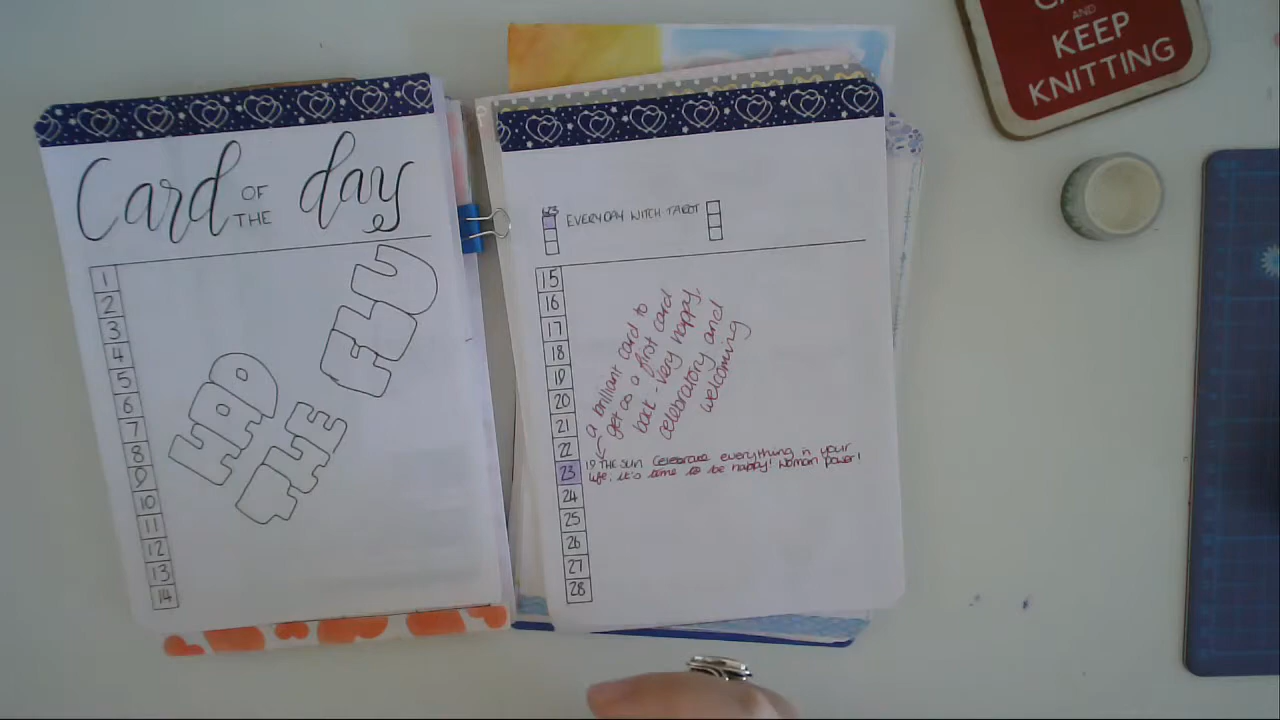 Card OF THE day
1
2
3
4
5
6
7
8
9
10
11
12
13
14
HAD
THE
FLU
EVERYDAY WITCH TAROT
15
16
17
18
19
20
21
22
23
24
25
26
27
28
a brilliant card to
get as a first card
back - very happy,
celebratory and
welcoming
19 THE SUN Celebrate everything in your
life; it's time to be happy! Woman power!
AND
KEEP
KNITTING